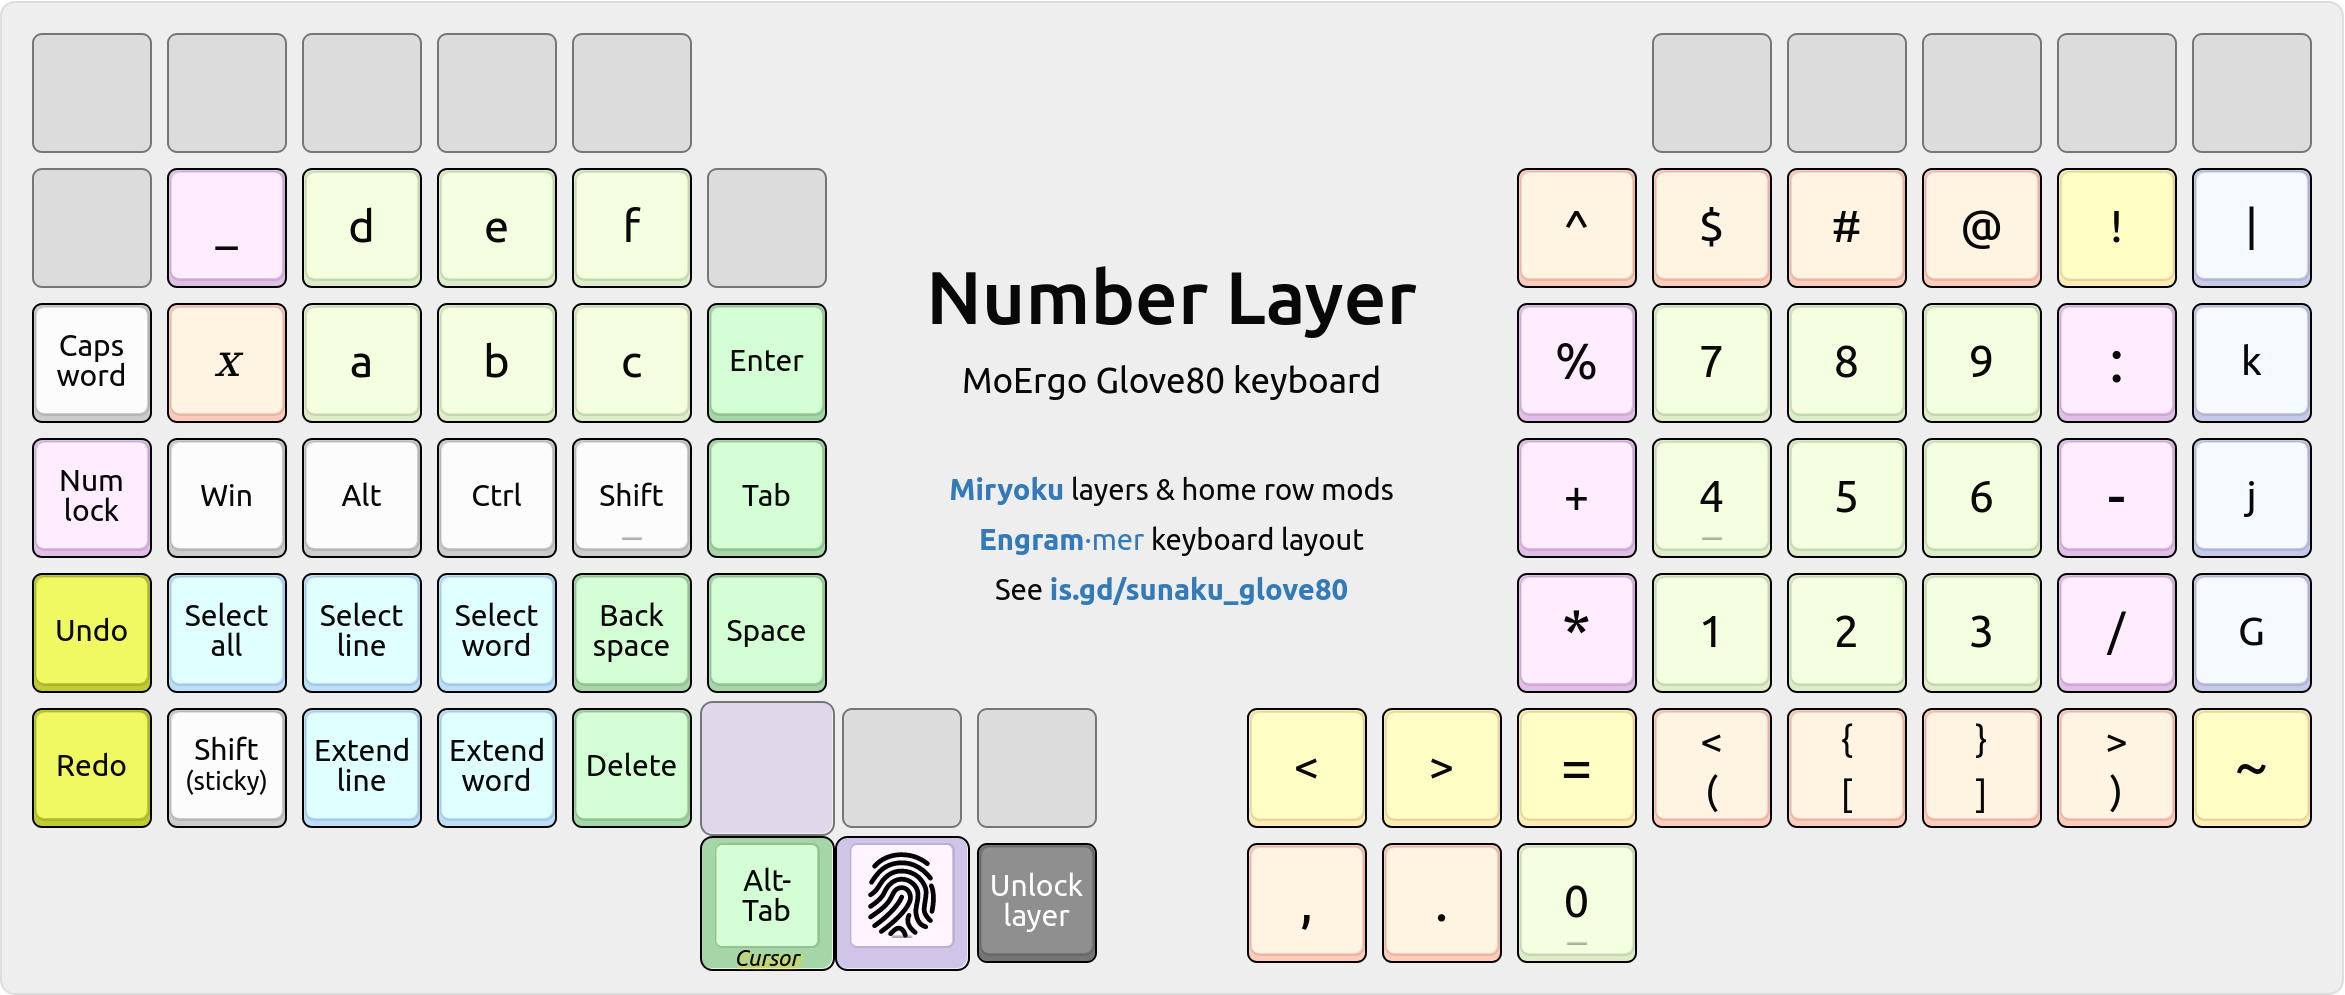 _ d e f ^ $ # @ ! |
Number Layer
Caps
word
x a b c Enter % 7 8 9 : k
MoErgo Glove80 keyboard
Num
lock
Win Alt Ctrl Shift Tab + 4 5 6 - j
_ _
Miryoku layers & home row mods
Engram·mer keyboard layout
See is.gd/sunaku_glove80
Undo
Select
all
Select
line
Select
word
Back
space
Space * 1 2 3 / G
Redo
Shift
(sticky)
Extend
line
Extend
word
Delete
< > =
< { } >
( [ ] )
~
Alt-
Tab
Cursor
_
Unlock
layer
, . 0
_